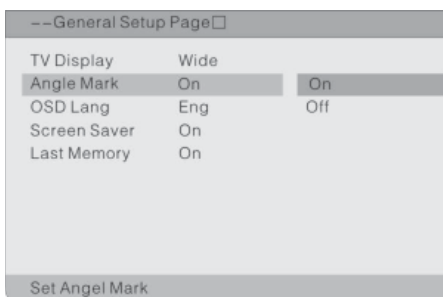 --General Setup Page□
TV Display Wide
Angle Mark On On
OSD Lang Eng Off
Screen Saver On
Last Memory On
Set Angel Mark